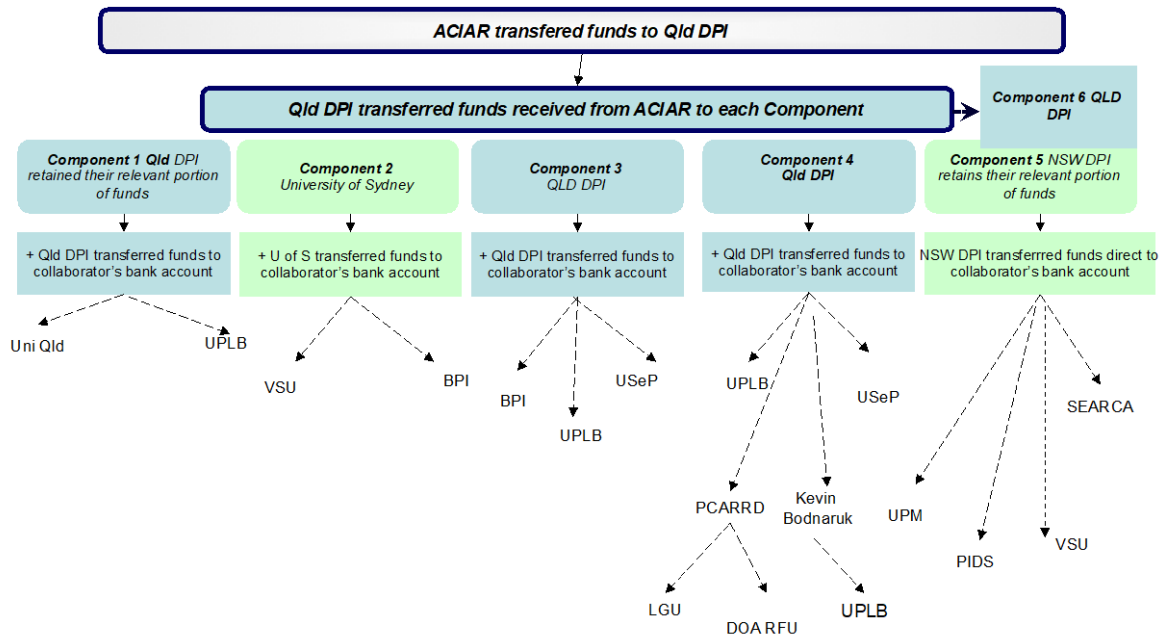 ACIAR transfered funds to Qld DPI
Qld DPI transferred funds received from ACIAR to each Component
Component 6 QLD
DPI
Component 1 Qld DPI
retained their relevant portion
of funds
Component 2
University of Sydney
Component 3
QLD DPI
Component 4
Qld DPI
Component 5 NSW DPI
retains their relevant portion
of funds
+ Qld DPI transferred funds to
collaborator's bank account
+ U of S transferred funds to
collaborator's bank account
+ Qld DPI transferred funds to
collaborator's bank account
+ Qld DPI transferred funds to
collaborator's bank account
NSW DPI transferrred funds direct to
collaborator's bank account
Uni Qld
UPLB
VSU
BPI
BPI
UPLB
USeP
UPLB
USeP
PCARRD
Kevin
Bodnaruk
LGU
DOA RFU
UPLB
UPM
PIDS
VSU
SEARCA